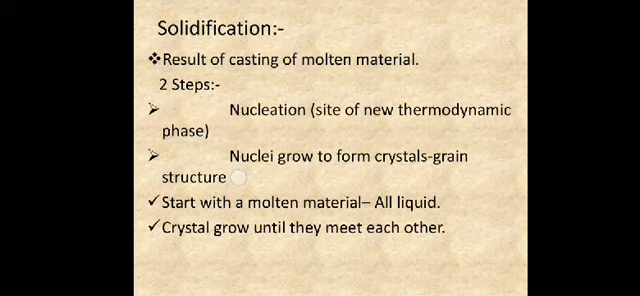 Solidification:-
❖Result of casting of molten material.
2 Steps:-
➢ Nucleation (site of new thermodynamic
phase)
➢ Nuclei grow to form crystals-grain
structure
✓Start with a molten material– All liquid.
✓Crystal grow until they meet each other.